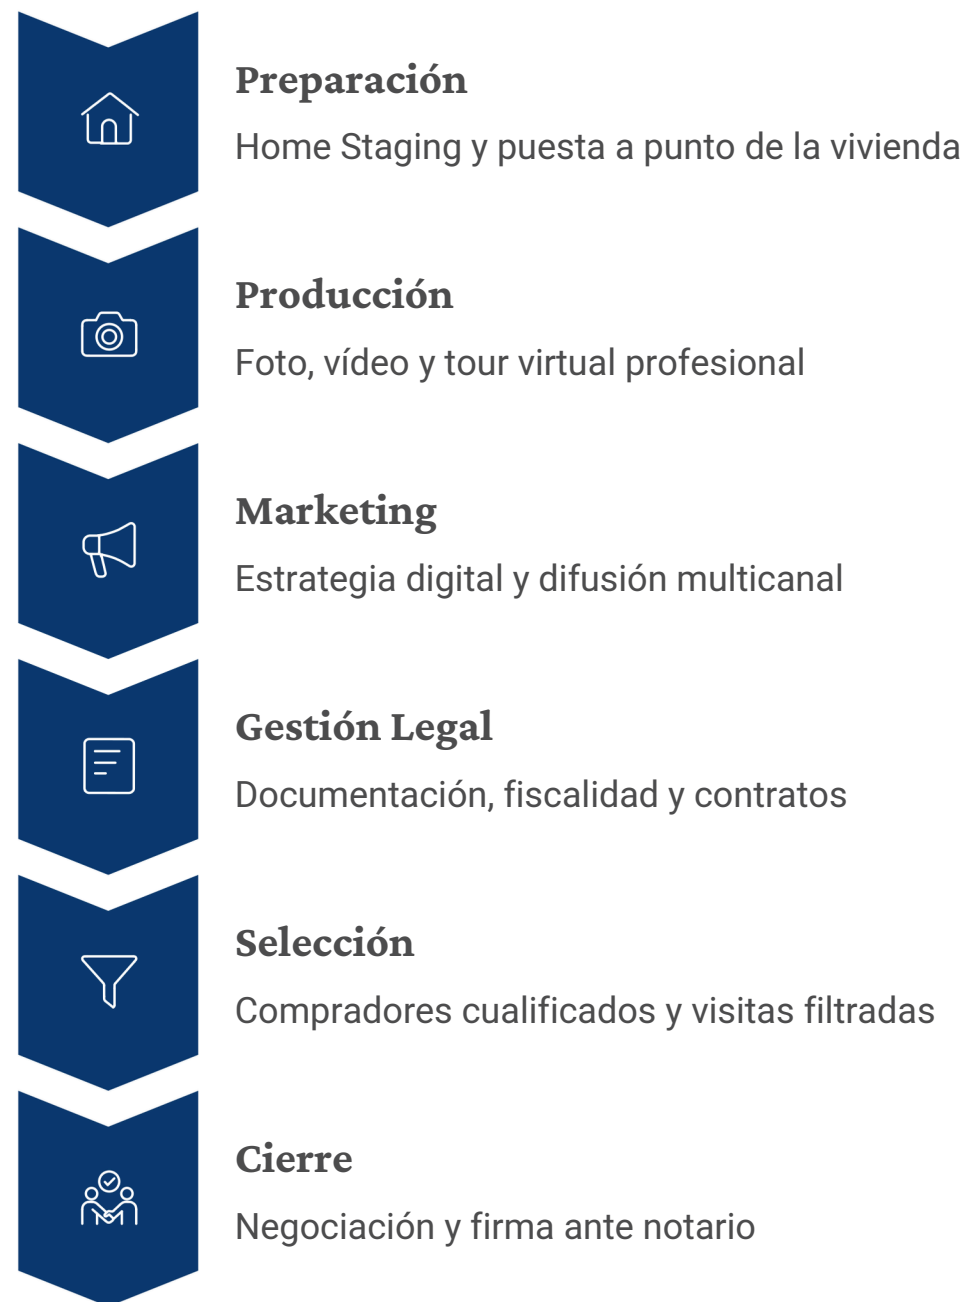 Preparación
Home Staging y puesta a punto de la vivienda
Producción
Foto, vídeo y tour virtual profesional
Marketing
Estrategia digital y difusión multicanal
Gestión Legal
Documentación, fiscalidad y contratos
Selección
Compradores cualificados y visitas filtradas
Cierre
Negociación y firma ante notario